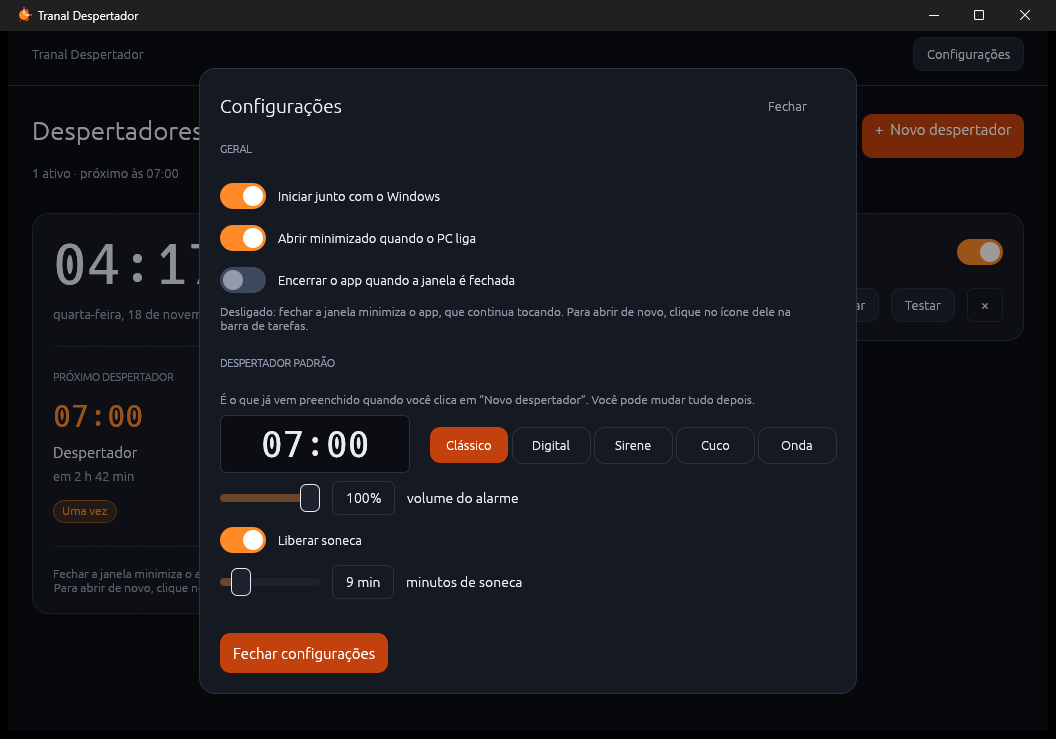 Tranal Despertador
Tranal Despertador
Configurações
Despertadores
+ Novo despertador
1 ativo · próximo às 07:00
04:17
quarta-feira, 18 de novem
PRÓXIMO DESPERTADOR
07:00
Despertador
em 2 h 42 min
Uma vez
Fechar a janela minimiza o a
Para abrir de novo, clique n
ar
Testar
×
Configurações
Fechar
GERAL
Iniciar junto com o Windows
Abrir minimizado quando o PC liga
Encerrar o app quando a janela é fechada
Desligado: fechar a janela minimiza o app, que continua tocando. Para abrir de novo, clique no ícone dele na
barra de tarefas.
DESPERTADOR PADRÃO
É o que já vem preenchido quando você clica em “Novo despertador”. Você pode mudar tudo depois.
07:00
Clássico
Digital
Sirene
Cuco
Onda
100%
volume do alarme
Liberar soneca
9 min
minutos de soneca
Fechar configurações